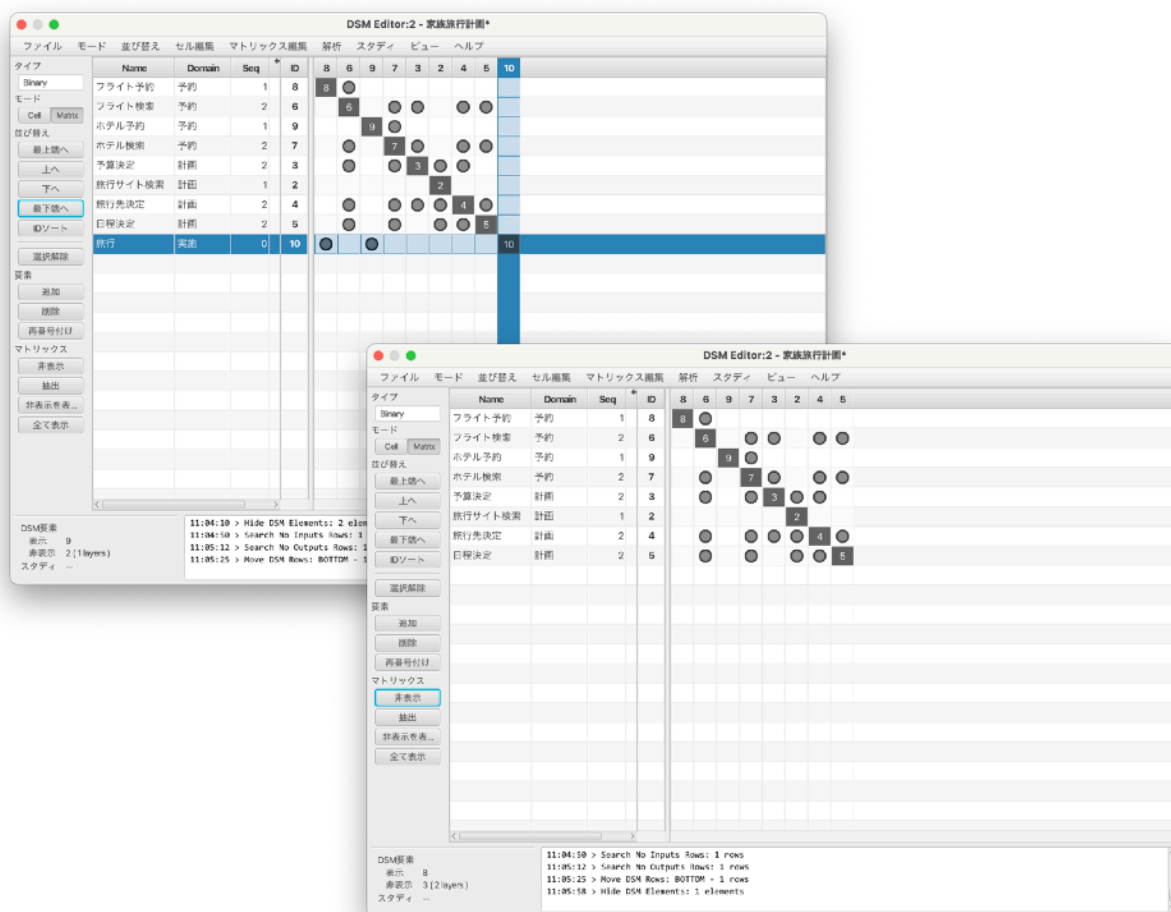 DSM Editor:2 - 家族旅行計画*
ファイル モード 並び替え セル編集 マトリックス編集 解析 スタディ ビュー ヘルプ
タイプ
Binary
モード
Cell Matrix
並び替え
最上端へ
上へ
下へ
最下端へ
IDソート
選択解除
要素
追加
削除
再番号付け
マトリックス
非表示
抽出
非表示を表...
全て表示
Name Domain Seq ID 8 6 9 7 3 2 4 5 10
フライト予約 予約 1 8 8
フライト検索 予約 2 6 6
ホテル予約 予約 1 9 9
ホテル検索 予約 2 7 7
予算決定 計画 2 3 3
旅行サイト検索 計画 1 2 2
旅行先決定 計画 2 4 4
日程決定 計画 2 5 5
旅行 実施 0 10 10
DSM要素
表示 9
非表示 2 (1 layers)
スタディ --
11:04:10 > Hide DSM Elements: 2 elem
11:04:50 > Search No Inputs Rows: 1
11:05:12 > Search No Outputs Rows: 1
11:05:25 > Move DSM Rows: BOTTOM - 1
DSM Editor:2 - 家族旅行計画*
ファイル モード 並び替え セル編集 マトリックス編集 解析 スタディ ビュー ヘルプ
タイプ
Binary
モード
Cell Matrix
並び替え
最上端へ
上へ
下へ
最下端へ
IDソート
選択解除
要素
追加
削除
再番号付け
マトリックス
非表示
抽出
非表示を表...
全て表示
Name Domain Seq ID 8 6 9 7 3 2 4 5
フライト予約 予約 1 8 8
フライト検索 予約 2 6 6
ホテル予約 予約 1 9 9
ホテル検索 予約 2 7 7
予算決定 計画 2 3 3
旅行サイト検索 計画 1 2 2
旅行先決定 計画 2 4 4
日程決定 計画 2 5 5
DSM要素
表示 8
非表示 3 (2 layers)
スタディ --
11:04:50 > Search No Inputs Rows: 1 rows
11:05:12 > Search No Outputs Rows: 1 rows
11:05:25 > Move DSM Rows: BOTTOM - 1 rows
11:05:58 > Hide DSM Elements: 1 elements